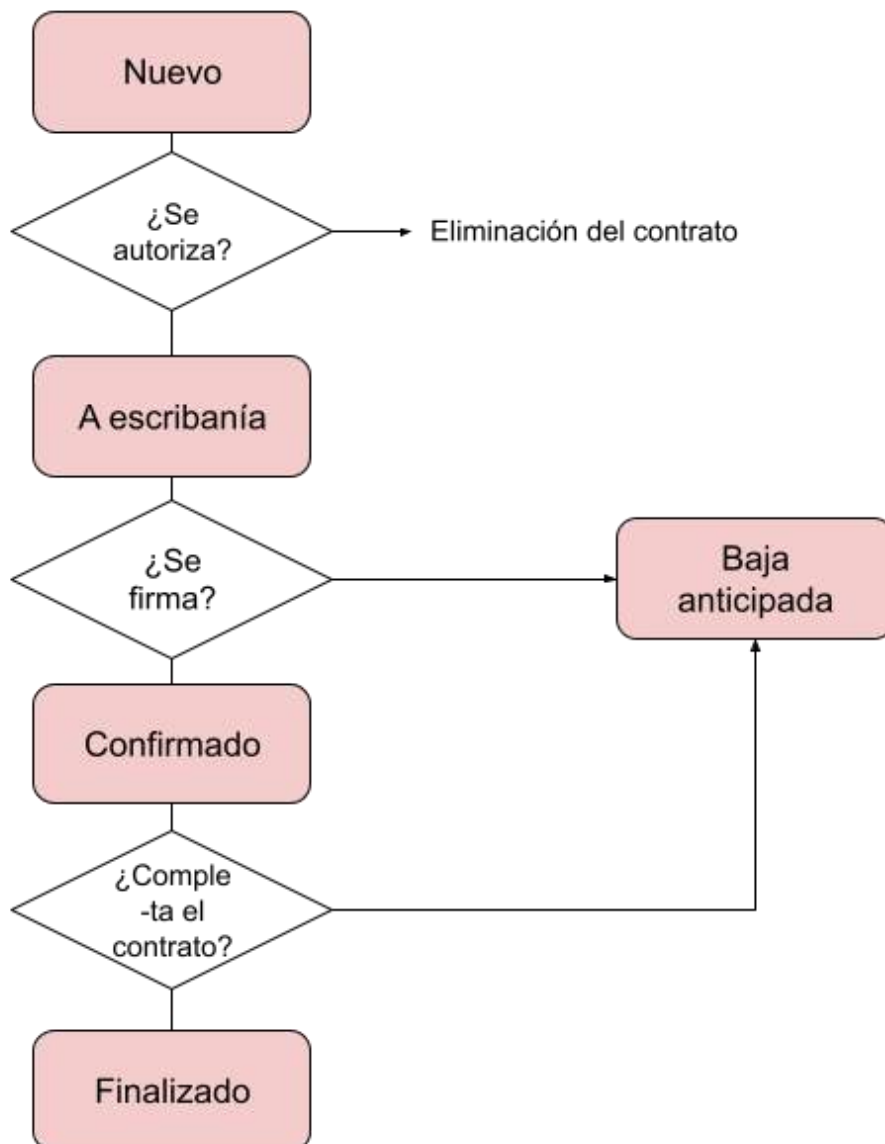 Nuevo
¿Se
autoriza?
Eliminación del contrato
A escribanía
¿Se
firma?
Baja
anticipada
Confirmado
¿Comple
-ta el
contrato?
Finalizado